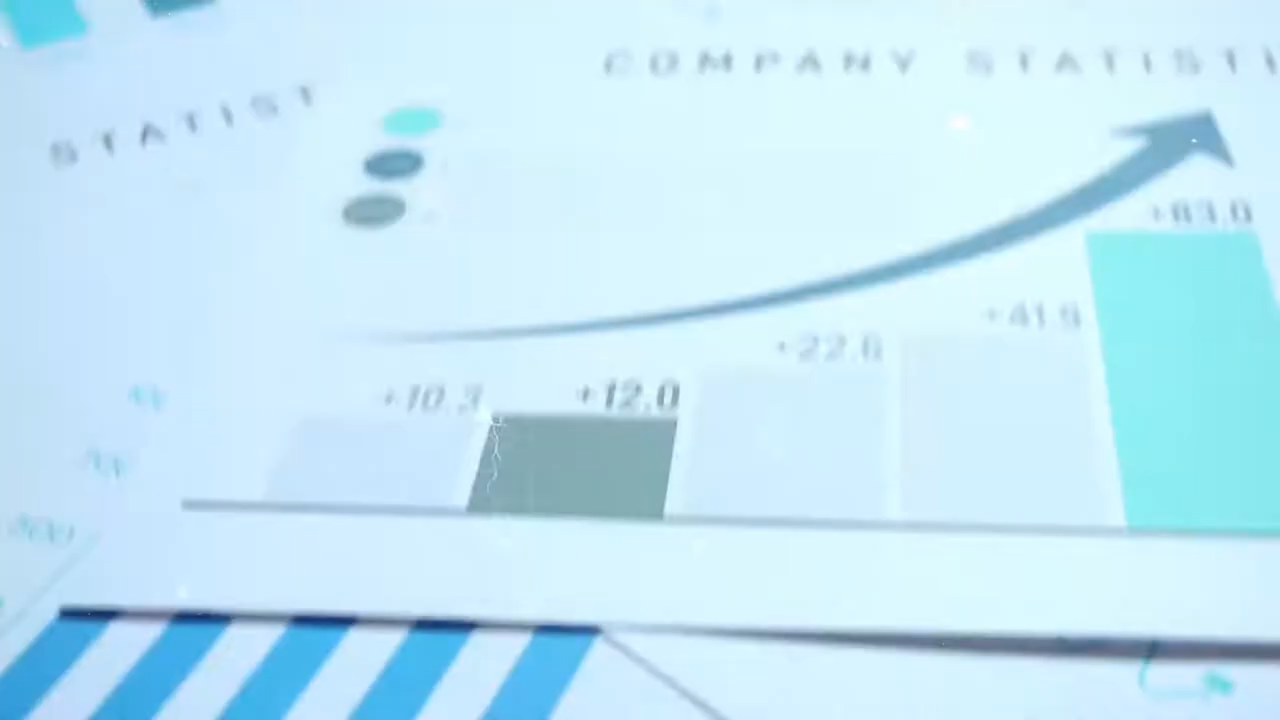 COMPANY STATISTI
STATIST
+83.0
+41.9
+22.6
+12.0
+10.3